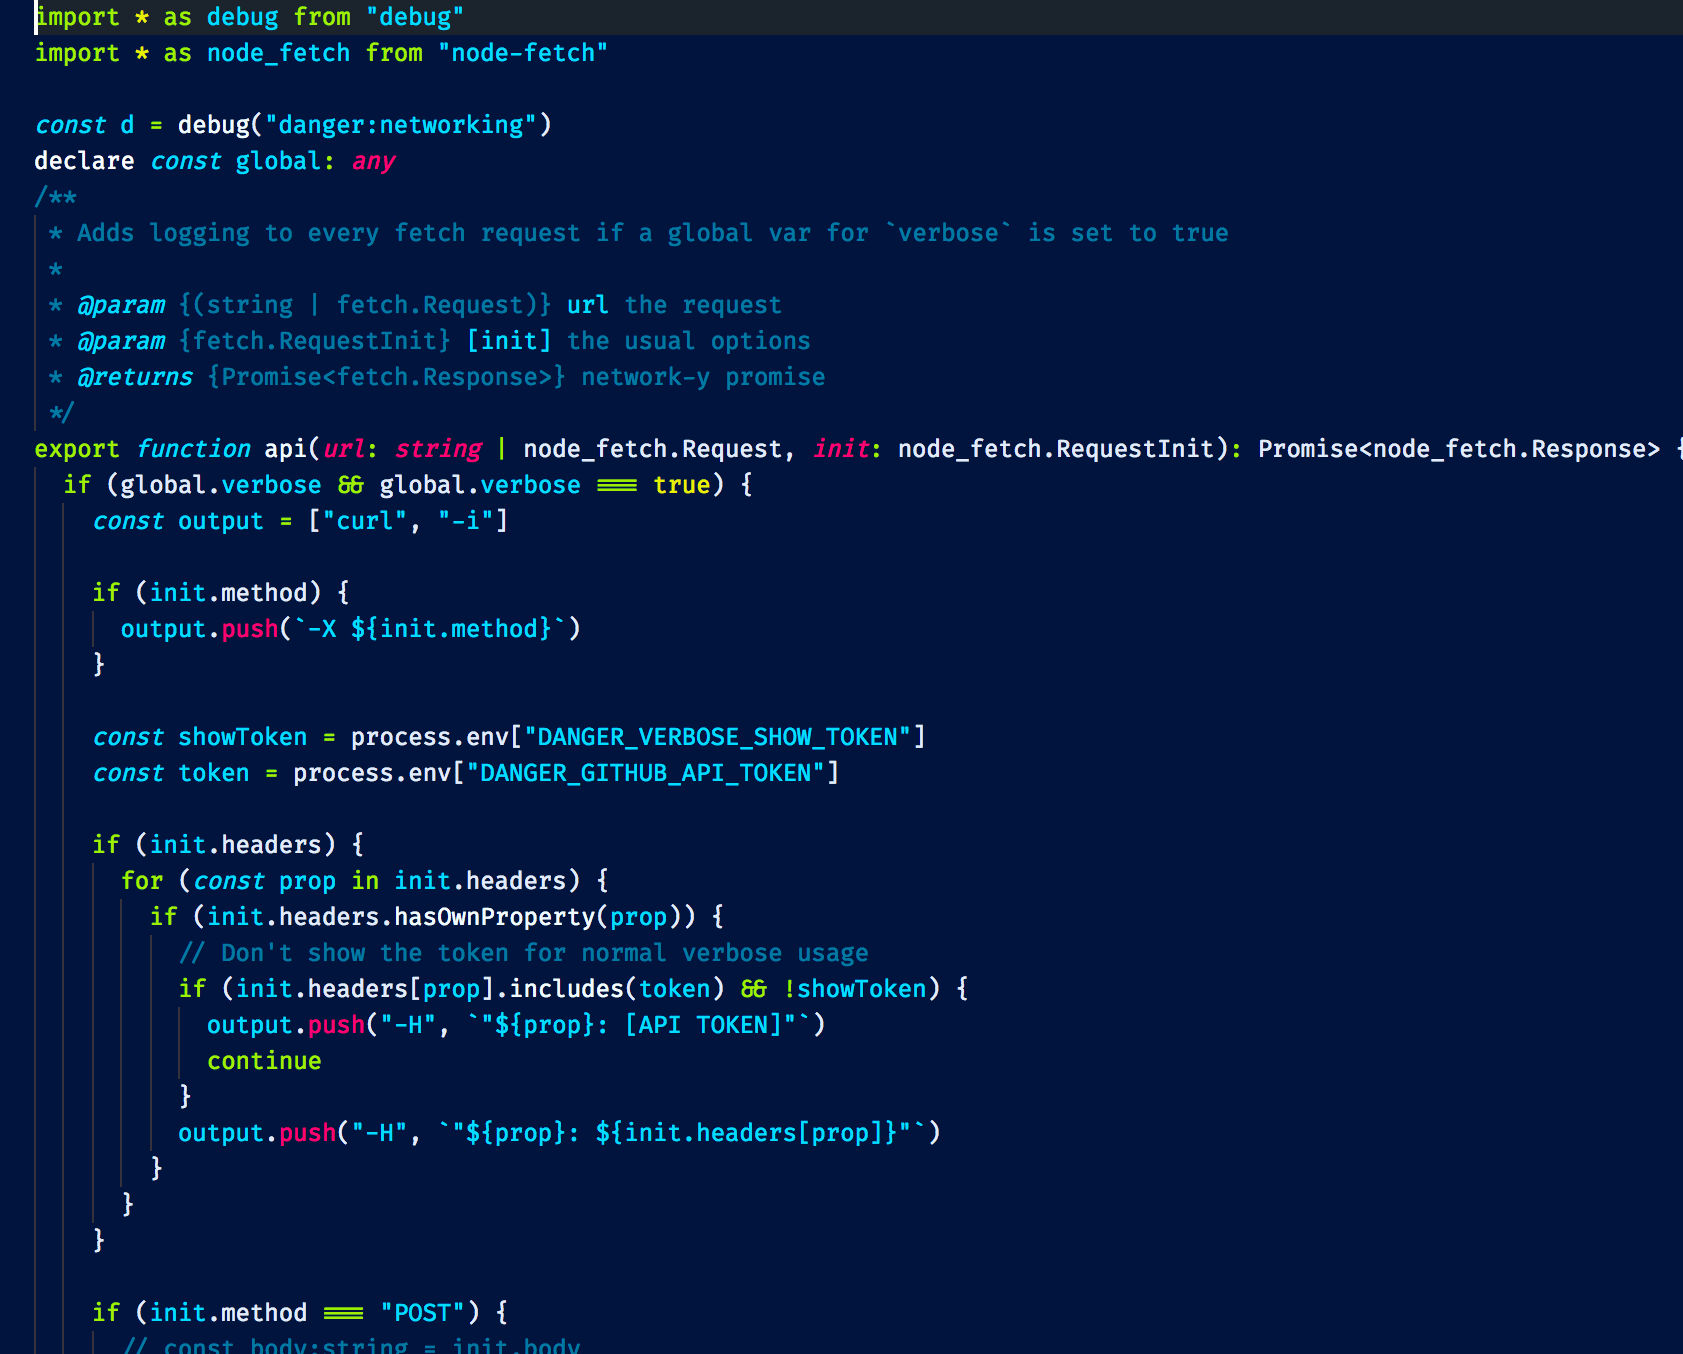 import * as debug from "debug"
import * as node_fetch from "node-fetch"

const d = debug("danger:networking")
declare const global: any
/**
 * Adds logging to every fetch request if a global var for `verbose` is set to true
 *
 * @param {(string | fetch.Request)} url the request
 * @param {fetch.RequestInit} [init] the usual options
 * @returns {Promise<fetch.Response>} network-y promise
 */
export function api(url: string | node_fetch.Request, init: node_fetch.RequestInit): Promise<node_fetch.Response> {
  if (global.verbose && global.verbose === true) {
    const output = ["curl", "-i"]

    if (init.method) {
      output.push(`-X ${init.method}`)
    }

    const showToken = process.env["DANGER_VERBOSE_SHOW_TOKEN"]
    const token = process.env["DANGER_GITHUB_API_TOKEN"]

    if (init.headers) {
      for (const prop in init.headers) {
        if (init.headers.hasOwnProperty(prop)) {
          // Don't show the token for normal verbose usage
          if (init.headers[prop].includes(token) && !showToken) {
            output.push("-H", `"${prop}: [API TOKEN]"`)
            continue
          }
          output.push("-H", `"${prop}: ${init.headers[prop]}"`)
        }
      }
    }

    if (init.method === "POST") {
      // const body:string = init.body